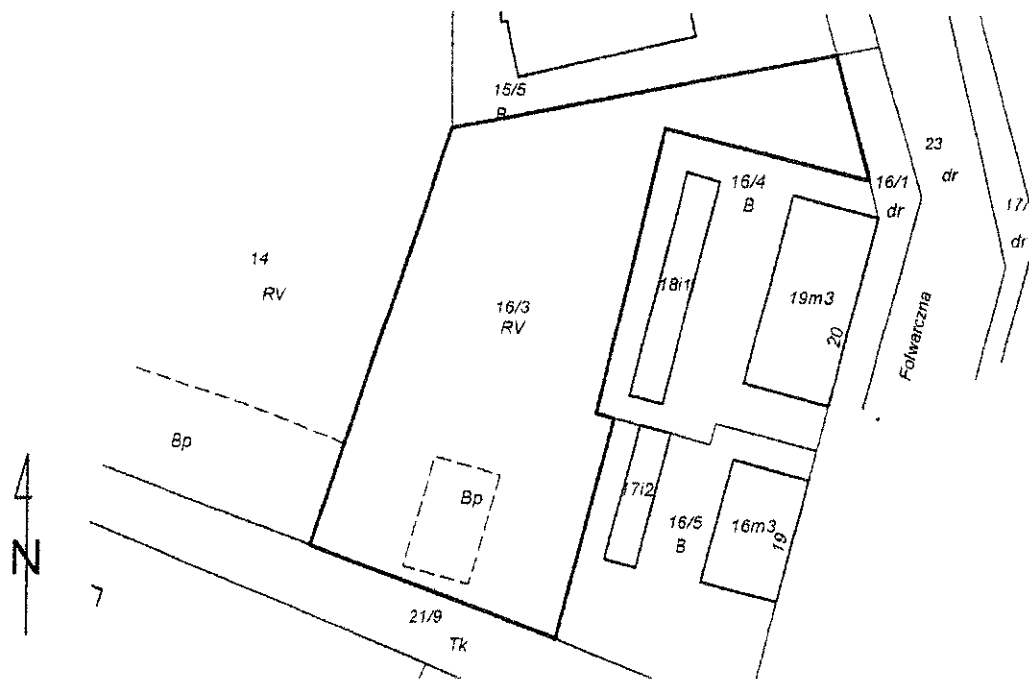 15/5
B
23
dr
16/4
B
16/1
dr
17/
dr
14
RV
18i1
19m3
16/3
RV
20
Folwarczna
Bp
Bp
17i2
16/5
B
16m3
19
N
7
21/9
Tk